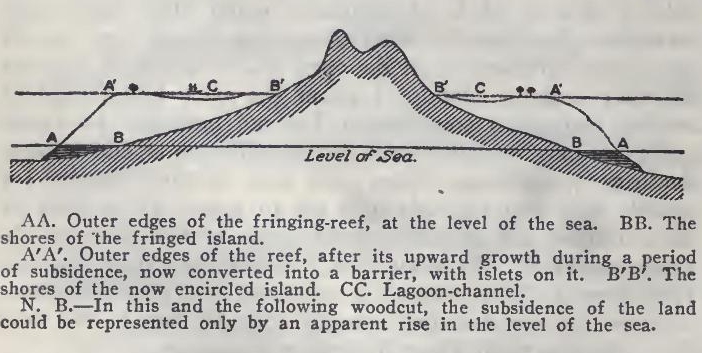 A' C B' B' C A'
A B B A
Level of Sea.
AA. Outer edges of the fringing-reef, at the level of the sea. BB. The
shores of the fringed island.
A'A'. Outer edges of the reef, after its upward growth during a period
of subsidence, now converted into a barrier, with islets on it. B'B'. The
shores of the now encircled island. CC. Lagoon-channel.
N. B.—In this and the following woodcut, the subsidence of the land
could be represented only by an apparent rise in the level of the sea.